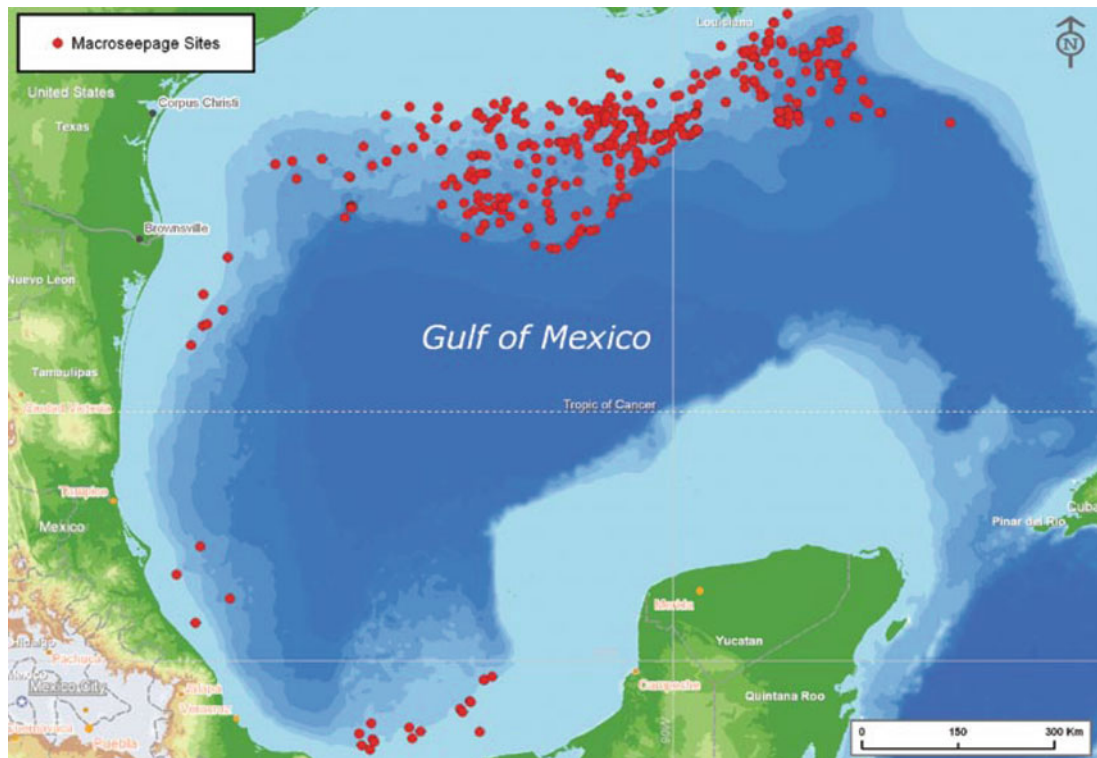 Macroseepage Sites
Louisiana
N
United States
Corpus Christi
Texas
Brownsville
Nuevo Leon
Gulf of Mexico
Tamaulipas
Tropic of Cancer
Tampico
Mexico
Cuba
Pinar del Rio
Merida
Yucatan
Pachuca
Campeche
Mexico City
Jalapa
Quintana Roo
Veracruz
Puebla
0 150 300 Km